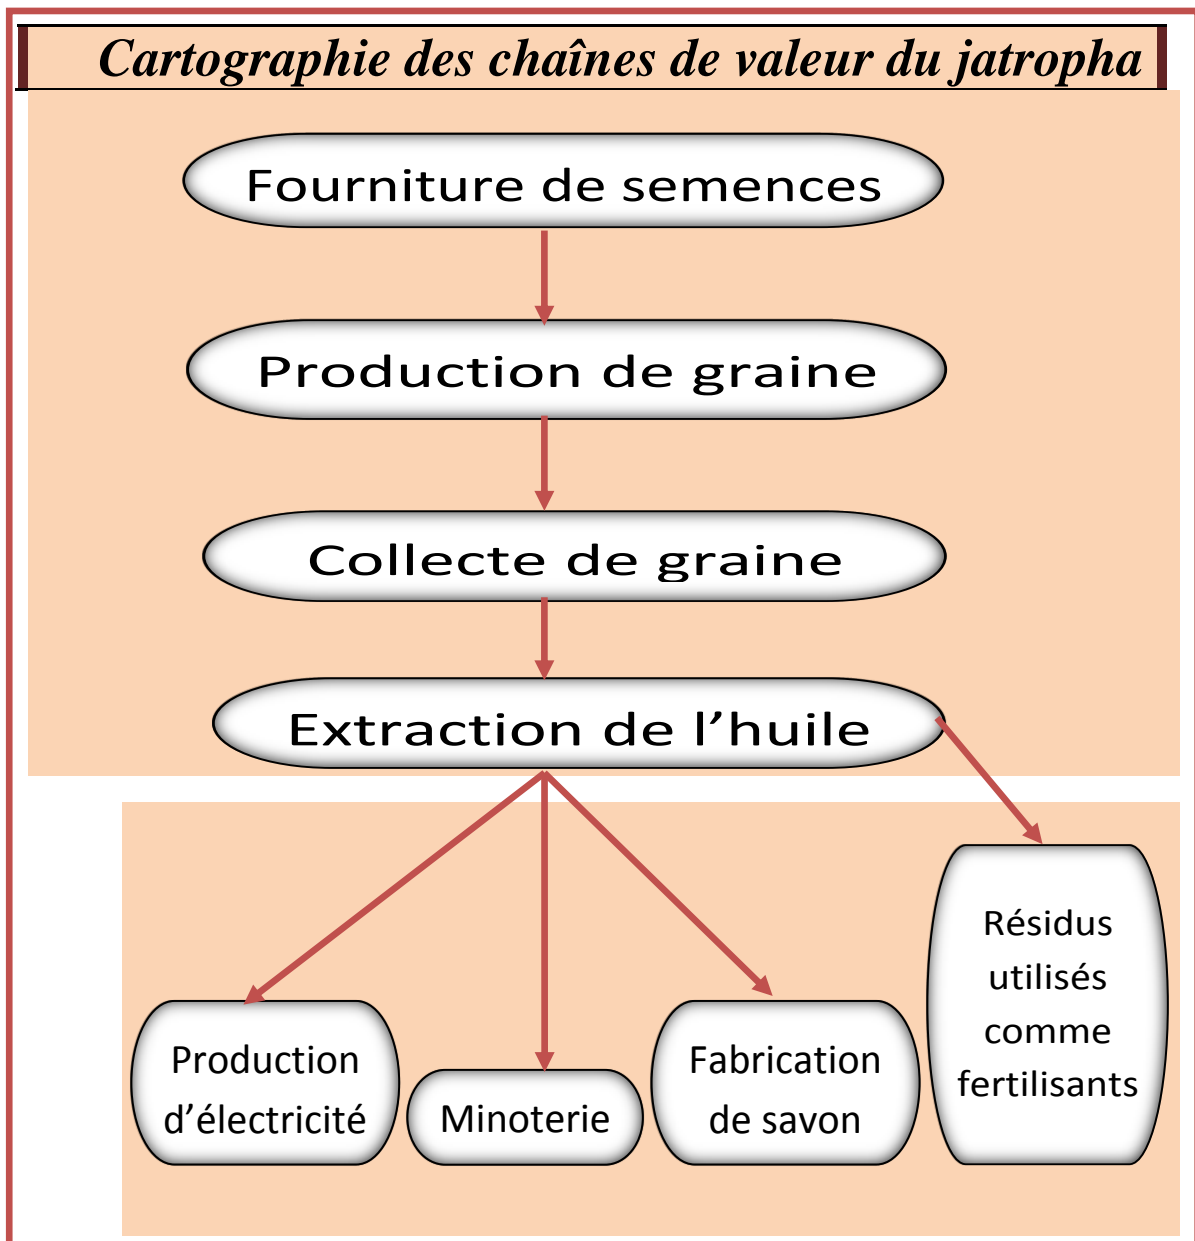 Cartographie des chaînes de valeur du jatropha
Fourniture de semences
Production de graine
Collecte de graine
Extraction de l’huile
Production
d’électricité
Minoterie
Fabrication
de savon
Résidus
utilisés
comme
fertilisants